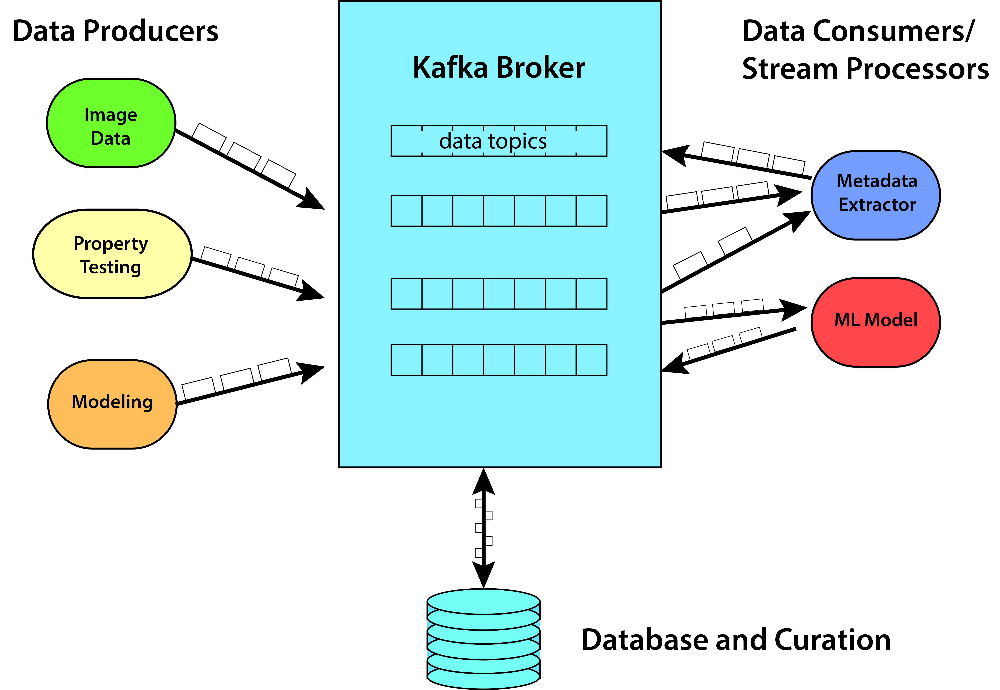 Data Producers
Kafka Broker
Data Consumers/
Stream Processors
Image
Data
data topics
Metadata
Extractor
Property
Testing
ML Model
Modeling
Database and Curation